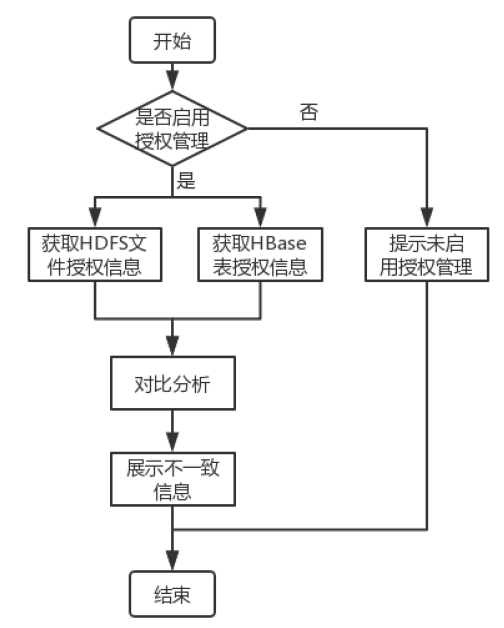 开始
是否启用
授权管理
否
是
获取HDFS文
件授权信息
获取HBase
表授权信息
提示未启
用授权管理
对比分析
展示不一致
信息
结束